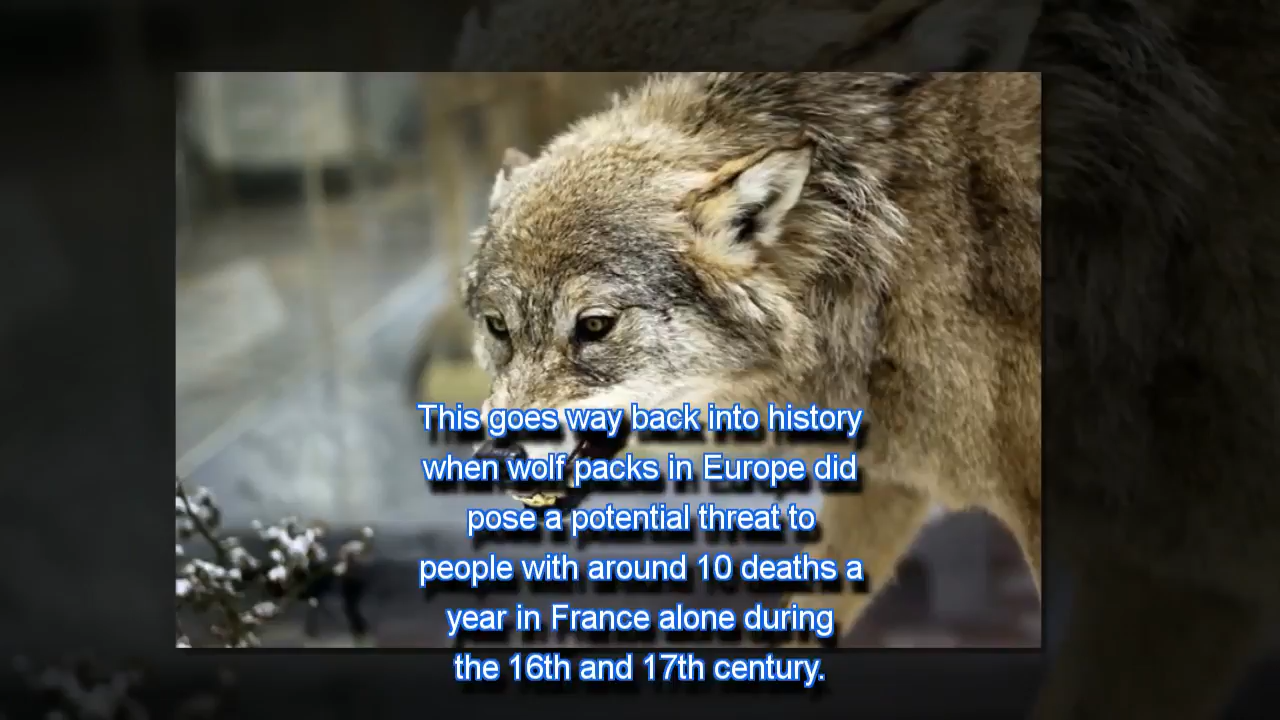 This goes way back into history
when wolf packs in Europe did
pose a potential threat to
people with around 10 deaths a
year in France alone during
the 16th and 17th century.